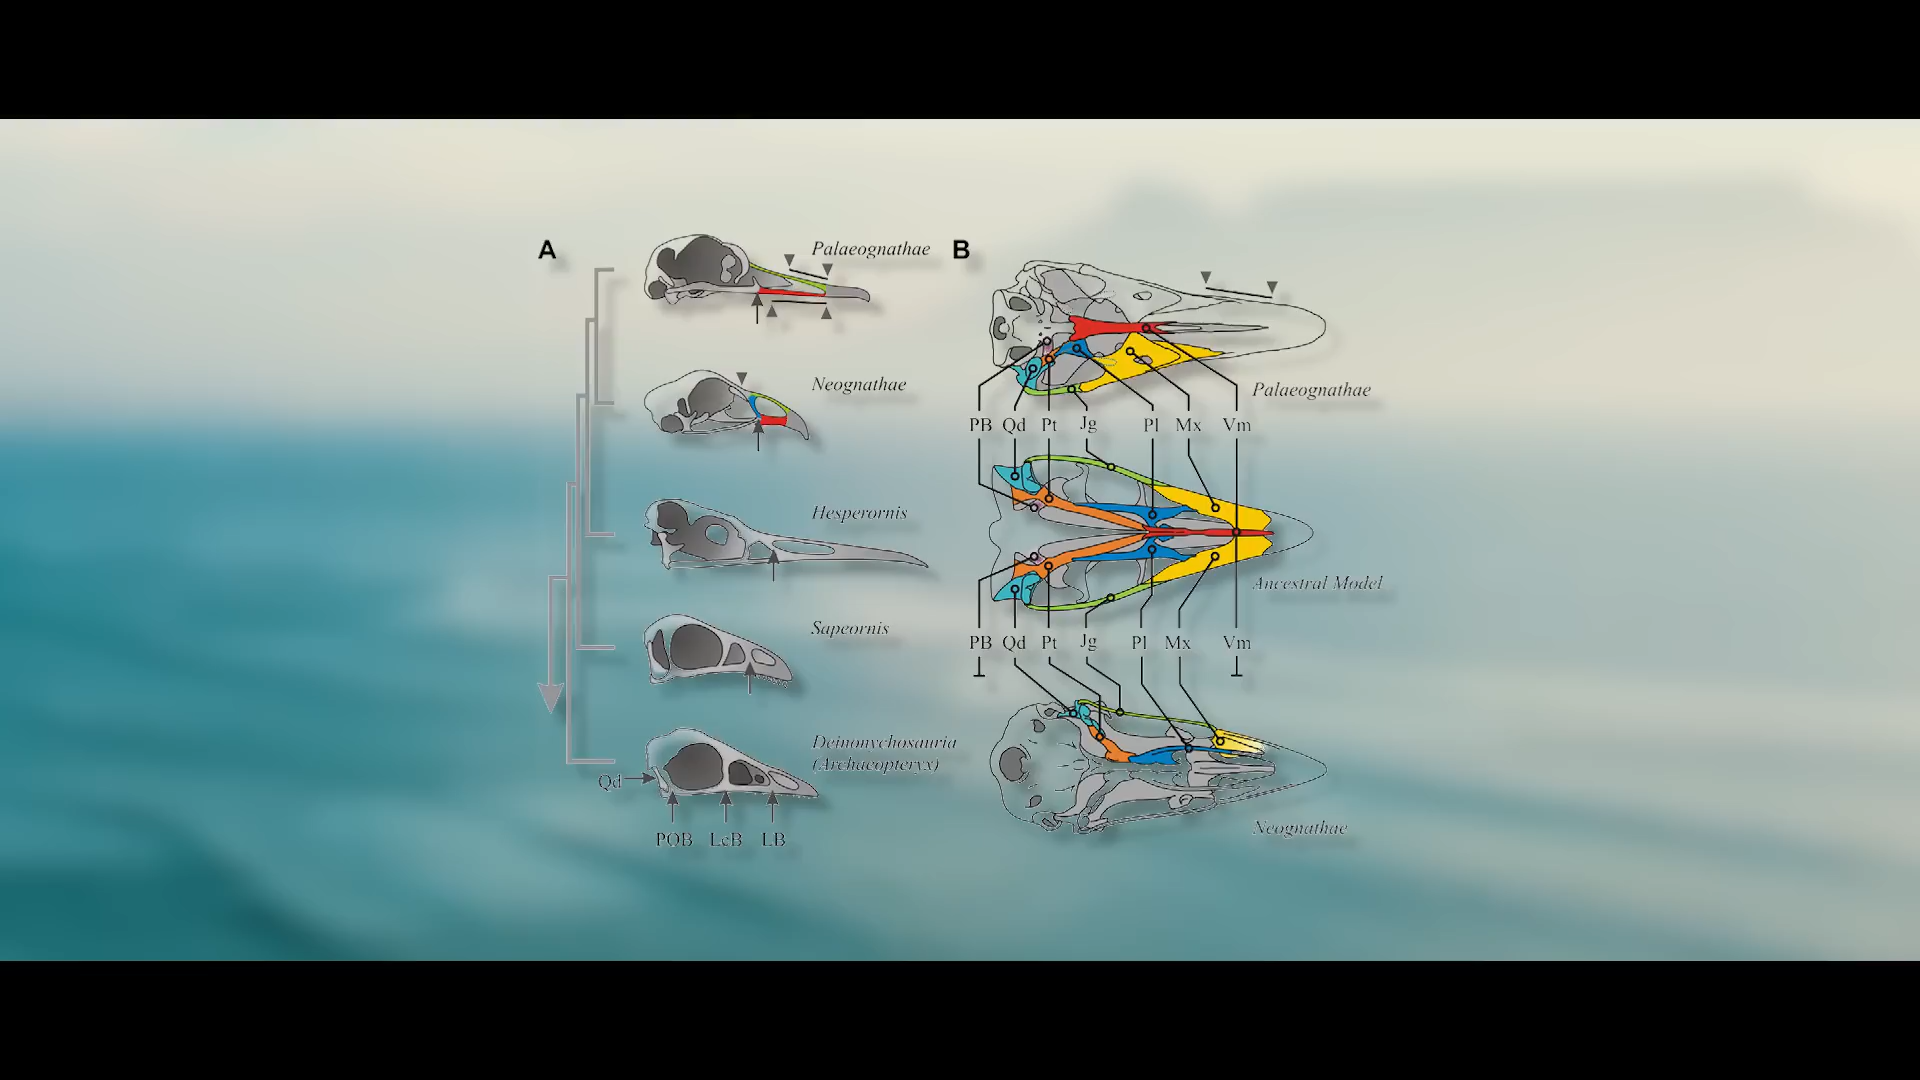 A
Palaeognathae
Neognathae
Hesperornis
Sapeornis
Deinonychosauria
(Archaeopteryx)
Qd
POB LcB LB
B
Palaeognathae
PB Qd Pt Jg Pl Mx Vm
Ancestral Model
PB Qd Pt Jg Pl Mx Vm
Neognathae